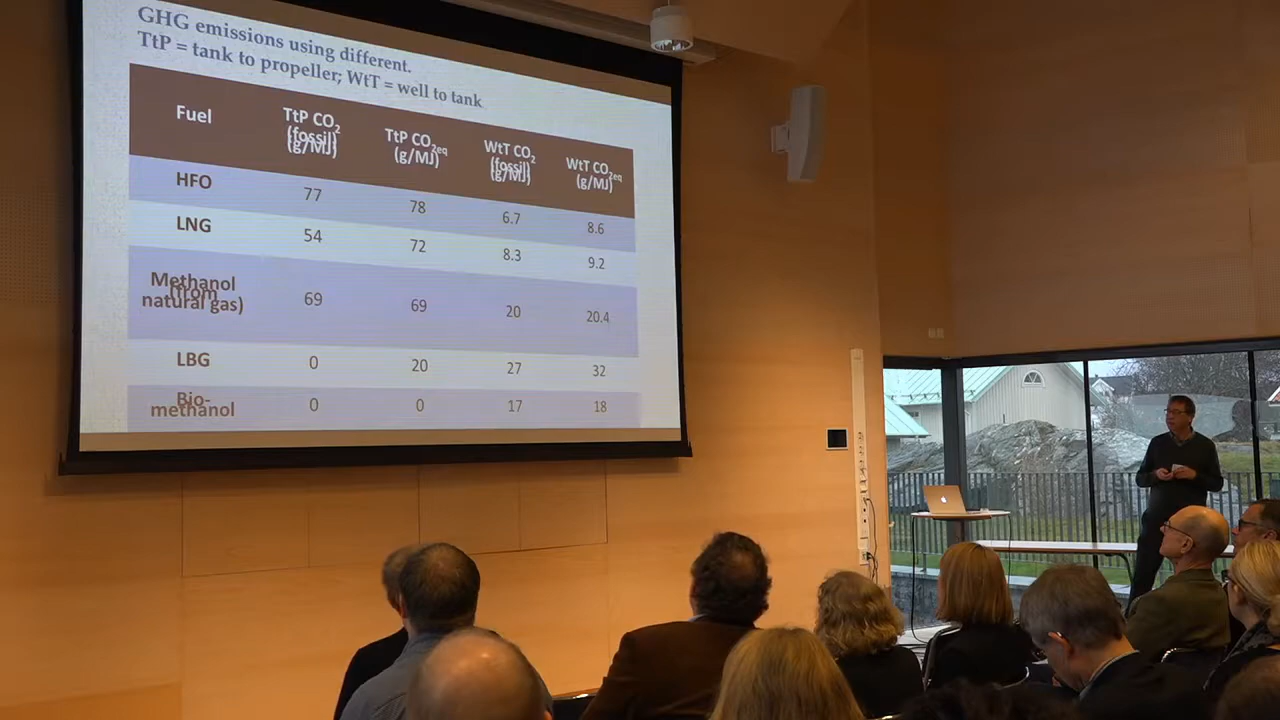 GHG emissions using different.
TtP = tank to propeller; WtT = well to tank
Fuel TtP CO2 (fossil) (g/MJ) TtP CO2eq (g/MJ) WtT CO2 (fossil) (g/MJ) WtT CO2eq (g/MJ)
HFO 77 78 6.7 8.6
LNG 54 72 8.3 9.2
Methanol (from natural gas) 69 69 20 20.4
LBG 0 20 27 32
Bio-methanol 0 0 17 18